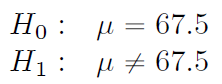 H₀ : μ = 67.5
H₁ : μ ≠ 67.5